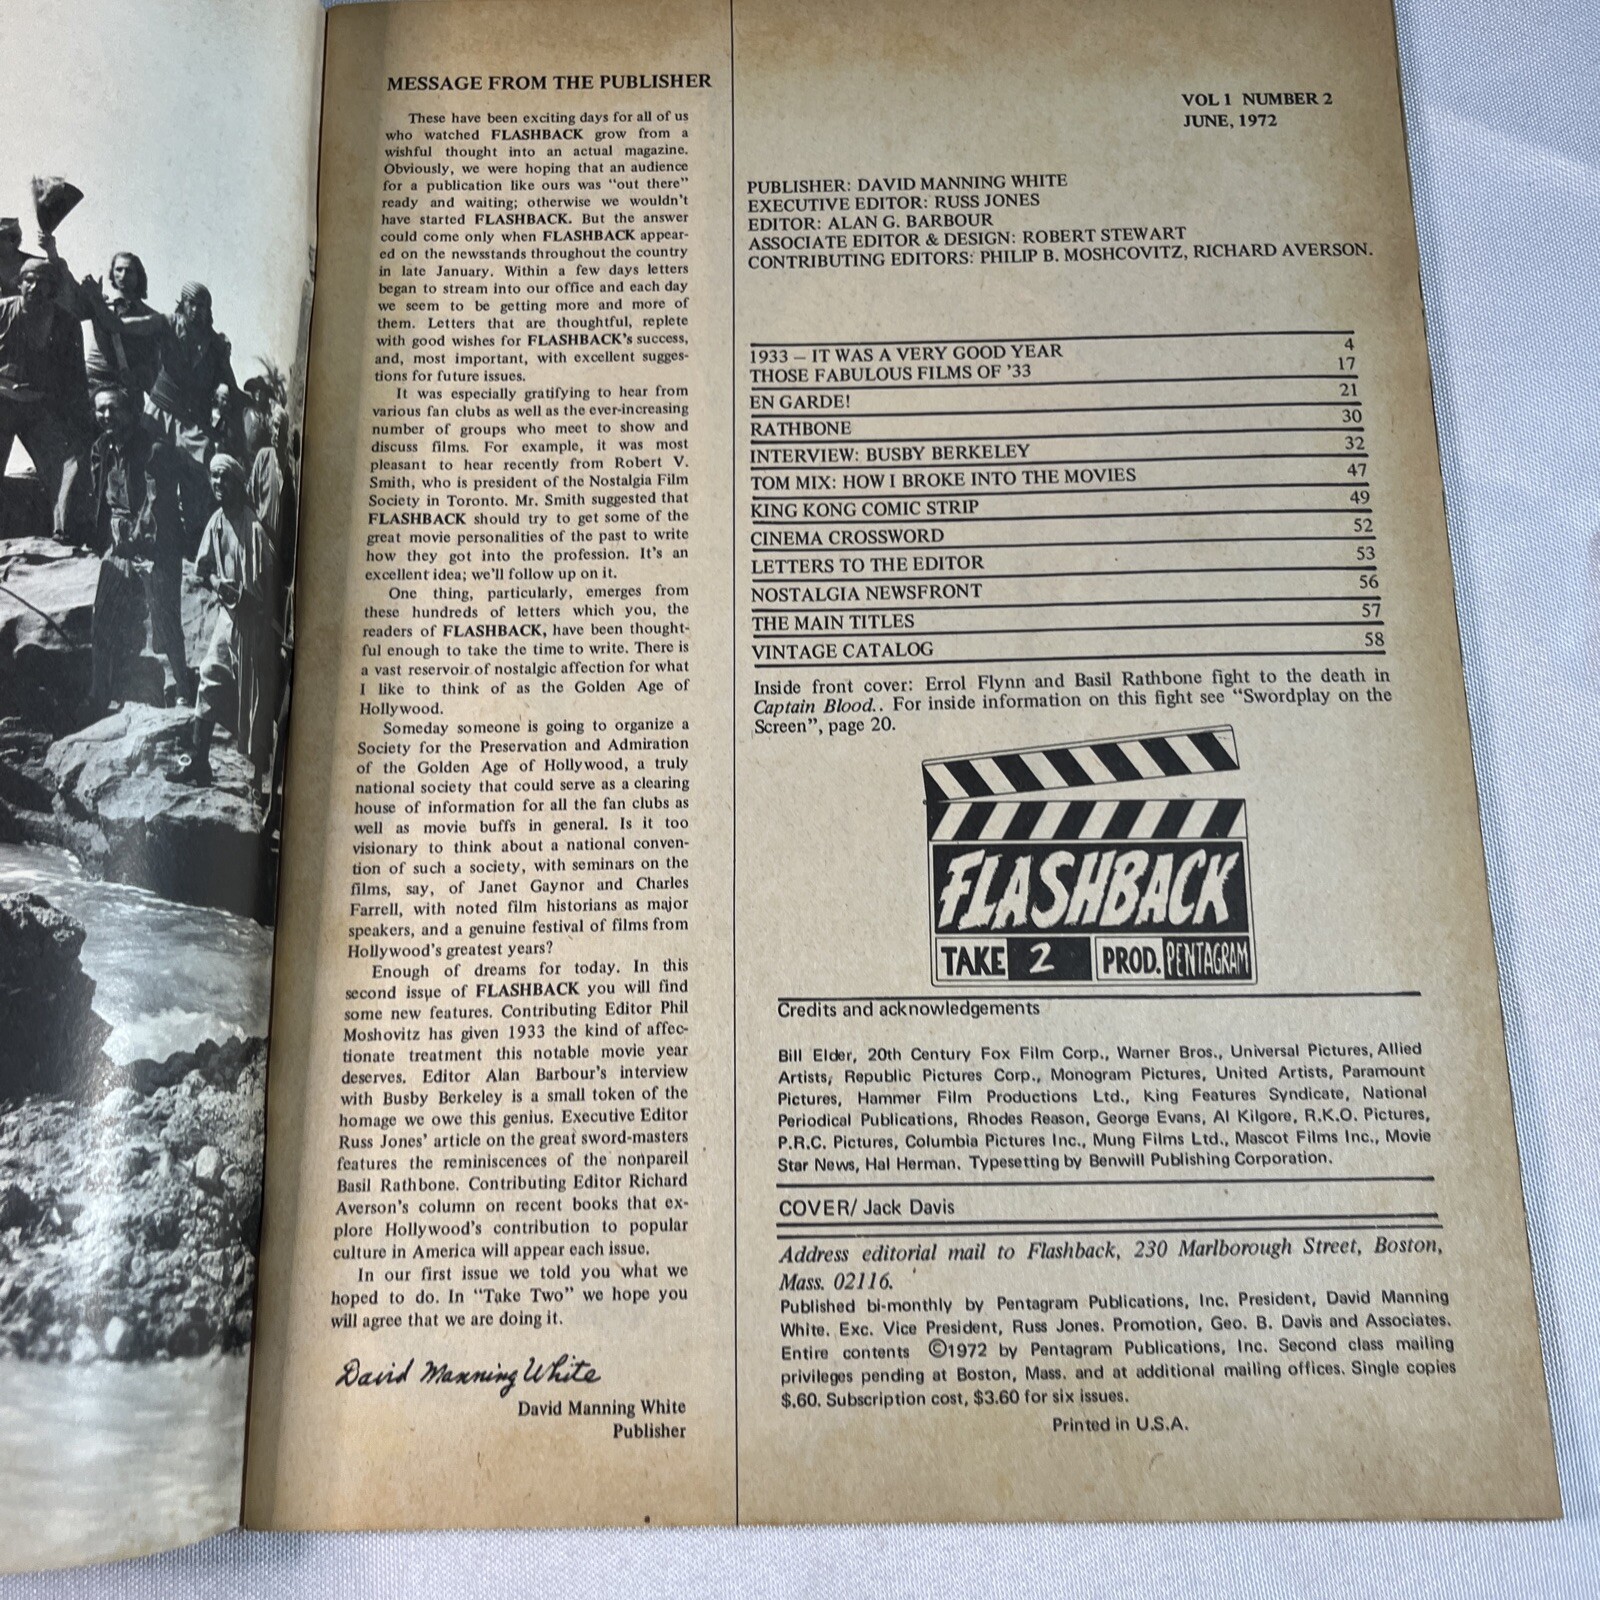 MESSAGE FROM THE PUBLISHER
These have been exciting days for all of us
who watched FLASHBACK grow from a
wishful thought into an actual magazine.
Obviously, we were hoping that an audience
for a publication like ours was "out there"
ready and waiting; otherwise we wouldn't
have started FLASHBACK. But the answer
could come only when FLASHBACK appear-
ed on the newsstands throughout the country
in late January. Within a few days letters
began to stream into our office and each day
we seem to be getting more and more of
them. Letters that are thoughtful, replete
with good wishes for FLASHBACK's success,
and, most important, with excellent sugges-
tions for future issues.
It was especially gratifying to hear from
various fan clubs as well as the ever-increasing
number of groups who meet to show and
discuss films. For example, it was most
pleasant to hear recently from Robert V.
Smith, who is president of the Nostalgia Film
Society in Toronto. Mr. Smith suggested that
FLASHBACK should try to get some of the
great movie personalities of the past to write
how they got into the profession. It's an
excellent idea; we'll follow up on it.
One thing, particularly, emerges from
these hundreds of letters which you, the
readers of FLASHBACK, have been thought-
ful enough to take the time to write. There is
a vast reservoir of nostalgic affection for what
I like to think of as the Golden Age of
Hollywood.
Someday someone is going to organize a
Society for the Preservation and Admiration
of the Golden Age of Hollywood, a truly
national society that could serve as a clearing
house of information for all the fan clubs as
well as movie buffs in general. Is it too
visionary to think about a national conven-
tion of such a society, with seminars on the
films, say, of Janet Gaynor and Charles
Farrell, with noted film historians as major
speakers, and a genuine festival of films from
Hollywood's greatest years?
Enough of dreams for today. In this
second issue of FLASHBACK you will find
some new features. Contributing Editor Phil
Moshovitz has given 1933 the kind of affec-
tionate treatment this notable movie year
deserves. Editor Alan Barbour's interview
with Busby Berkeley is a small token of the
homage we owe this genius. Executive Editor
Russ Jones' article on the great sword-masters
features the reminiscences of the nonpareil
Basil Rathbone. Contributing Editor Richard
Averson's column on recent books that ex-
plore Hollywood's contribution to popular
culture in America will appear each issue.
In our first issue we told you what we
hoped to do. In "Take Two" we hope you
will agree that we are doing it.
David Manning White
David Manning White
Publisher
VOL 1 NUMBER 2
JUNE, 1972
PUBLISHER: DAVID MANNING WHITE
EXECUTIVE EDITOR: RUSS JONES
EDITOR: ALAN G. BARBOUR
ASSOCIATE EDITOR & DESIGN: ROBERT STEWART
CONTRIBUTING EDITORS: PHILIP B. MOSHCOVITZ, RICHARD AVERSON.
1933 – IT WAS A VERY GOOD YEAR 4
THOSE FABULOUS FILMS OF '33 17
EN GARDE! 21
RATHBONE 30
INTERVIEW: BUSBY BERKELEY 32
TOM MIX: HOW I BROKE INTO THE MOVIES 47
KING KONG COMIC STRIP 49
CINEMA CROSSWORD 52
LETTERS TO THE EDITOR 53
NOSTALGIA NEWSFRONT 56
THE MAIN TITLES 57
VINTAGE CATALOG 58
Inside front cover: Errol Flynn and Basil Rathbone fight to the death in
Captain Blood.. For inside information on this fight see "Swordplay on the
Screen", page 20.
FLASHBACK
TAKE 2 PROD. PENTAGRAM
Credits and acknowledgements
Bill Elder, 20th Century Fox Film Corp., Warner Bros., Universal Pictures, Allied
Artists, Republic Pictures Corp., Monogram Pictures, United Artists, Paramount
Pictures, Hammer Film Productions Ltd., King Features Syndicate, National
Periodical Publications, Rhodes Reason, George Evans, Al Kilgore, R.K.O. Pictures,
P.R.C. Pictures, Columbia Pictures Inc., Mung Films Ltd., Mascot Films Inc., Movie
Star News, Hal Herman. Typesetting by Benwill Publishing Corporation.
COVER/ Jack Davis
Address editorial mail to Flashback, 230 Marlborough Street, Boston,
Mass. 02116.
Published bi-monthly by Pentagram Publications, Inc. President, David Manning
White. Exc. Vice President, Russ Jones. Promotion, Geo. B. Davis and Associates.
Entire contents ©1972 by Pentagram Publications, Inc. Second class mailing
privileges pending at Boston, Mass. and at additional mailing offices. Single copies
$.60. Subscription cost, $3.60 for six issues.
Printed in U.S.A.